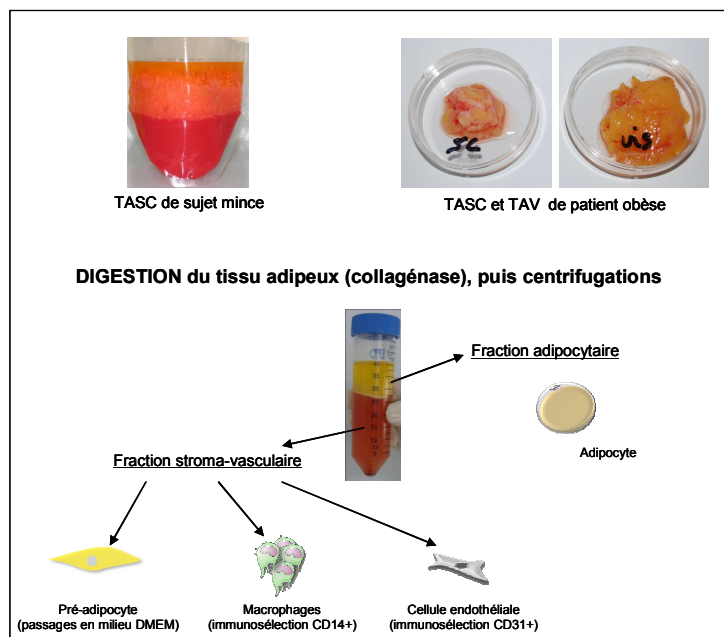 sc
vis
TASC de sujet mince
TASC et TAV de patient obèse
DIGESTION du tissu adipeux (collagénase), puis centrifugations
Fraction adipocytaire
Adipocyte
Fraction stroma-vasculaire
Pré-adipocyte
(passages en milieu DMEM)
Macrophages
(immunosélection CD14+)
Cellule endothéliale
(immunosélection CD31+)